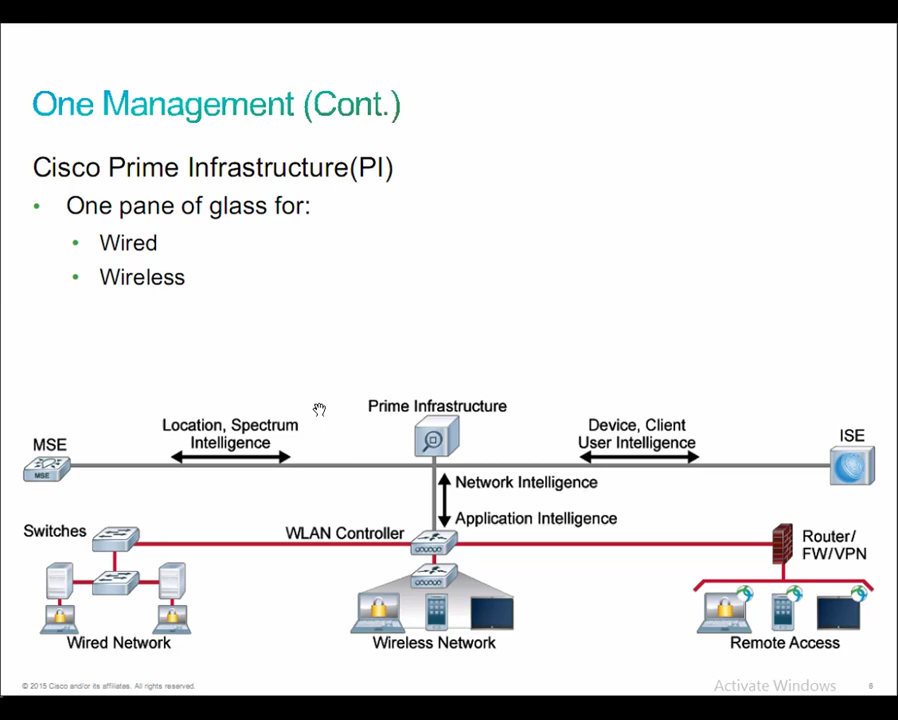 One Management (Cont.)
Cisco Prime Infrastructure(PI)
• One pane of glass for:
• Wired
• Wireless
Prime Infrastructure
Location, Spectrum
Intelligence
Device, Client
User Intelligence
MSE
ISE
MSE
Network Intelligence
Application Intelligence
Switches
WLAN Controller
Router/
FW/VPN
Wired Network
Wireless Network
Remote Access
© 2015 Cisco and/or its affiliates. All rights reserved.
Activate Windows
6